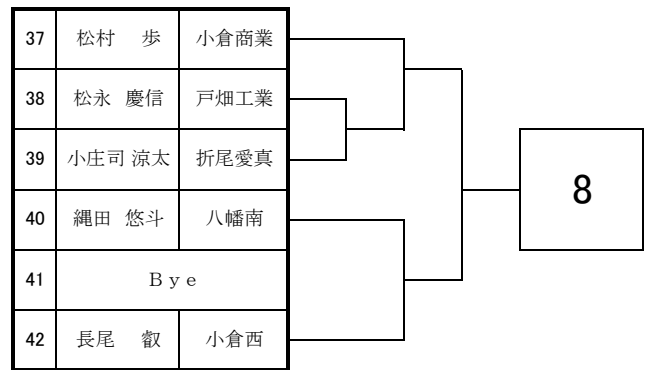 37 松村 歩 小倉商業
38 松永 慶信 戸畑工業
39 小庄司 涼太 折尾愛真
40 縄田 悠斗 八幡南
41 Ｂｙｅ
42 長尾 叡 小倉西
8